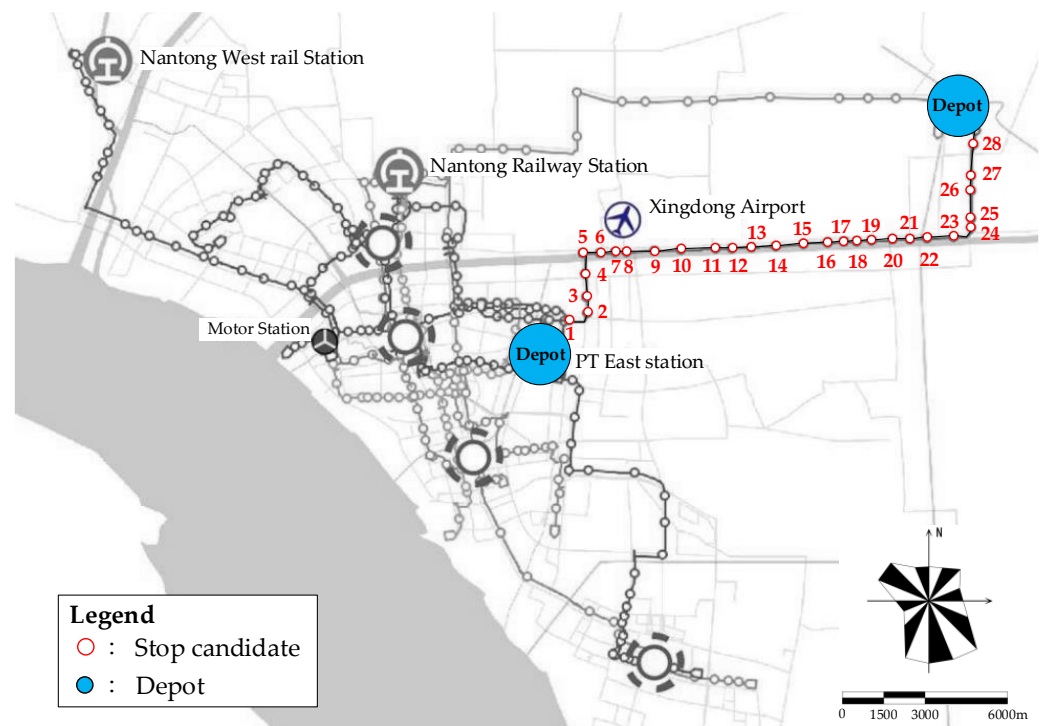 Nantong West rail Station
Depot
28
Nantong Railway Station
27
26
Xingdong Airport
25
5 6 13 15 17 19 21 23 24
7 8 9 10 11 12 14 16 18 20 22
4
3
2
1
Motor Station
Depot
PT East station
N
Legend
: Stop candidate
: Depot
0 1500 3000 6000m